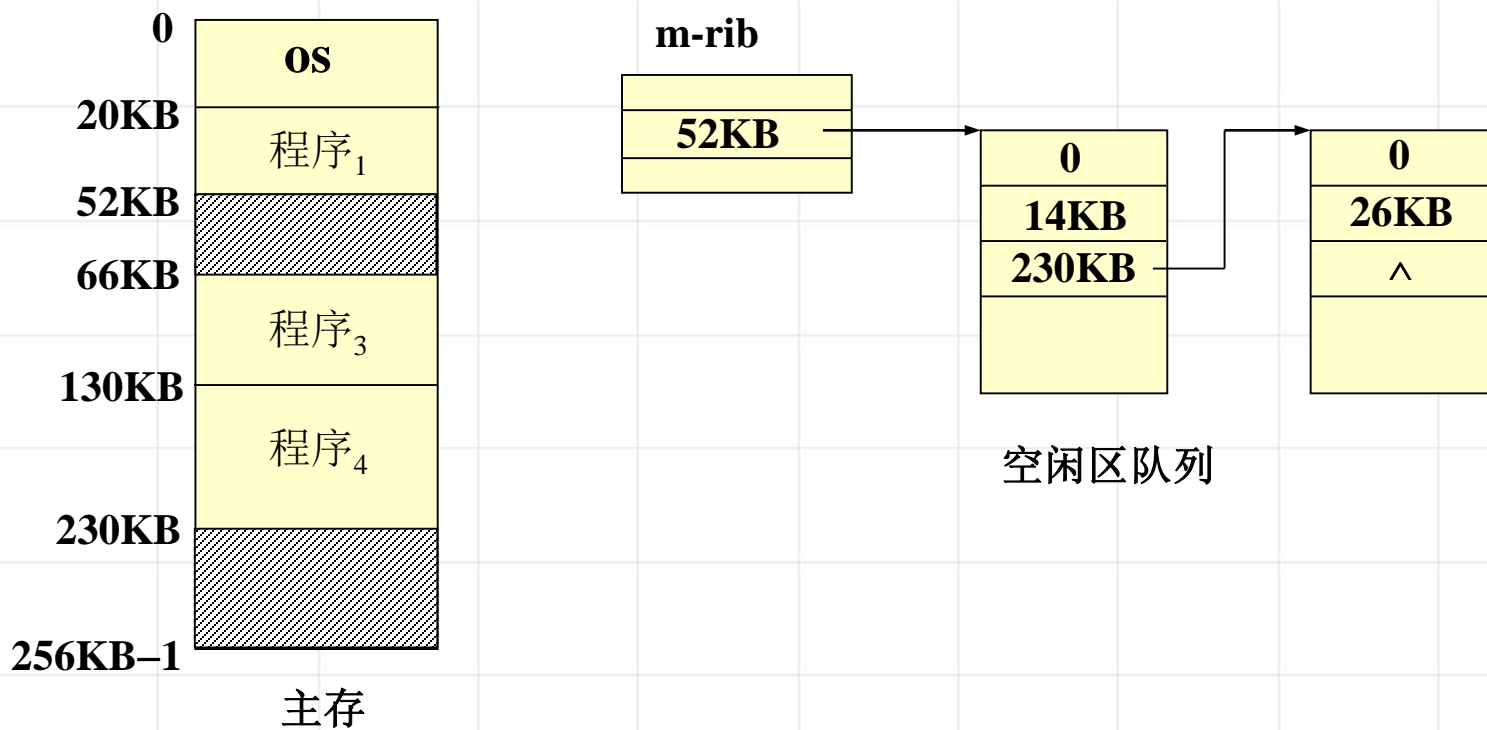 0
os
20KB
程序1
52KB
66KB
程序3
130KB
程序4
230KB
256KB–1
主存
m-rib
52KB
0
14KB
230KB
0
26KB
^
空闲区队列